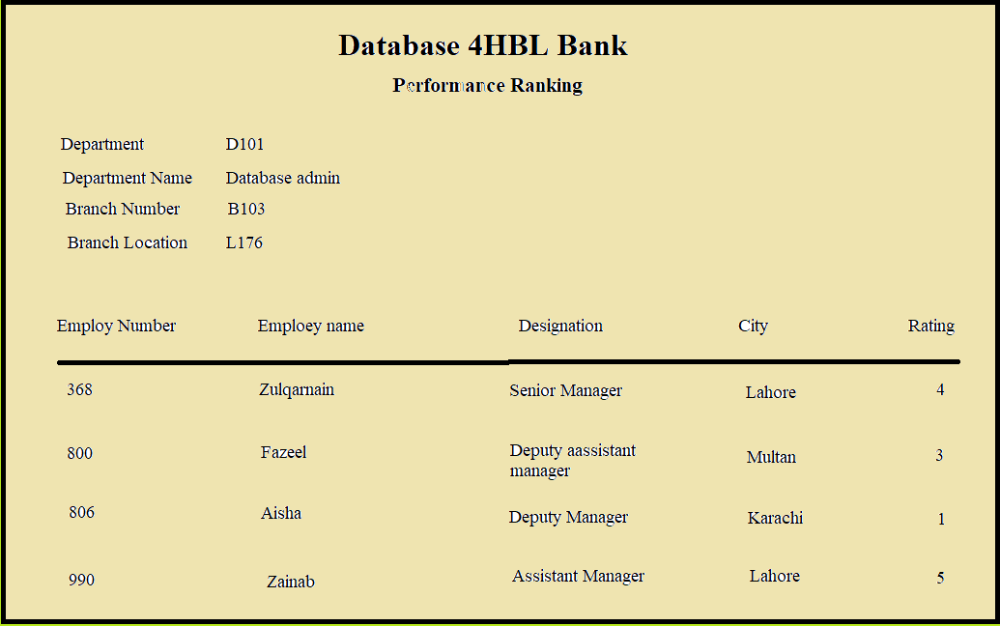 Database 4HBL Bank
Performance Ranking
Department D101
Department Name Database admin
Branch Number B103
Branch Location L176
Employ Number Emploey name Designation City Rating
368 Zulqarnain Senior Manager Lahore 4
800 Fazeel Deputy aassistant Multan 3
manager
806 Aisha Deputy Manager Karachi 1
990 Zainab Assistant Manager Lahore 5